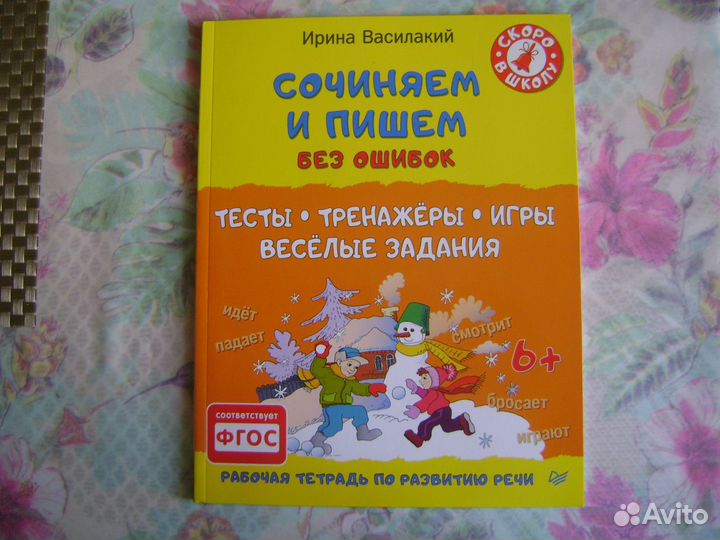 Ирина Василакий
СКОРО
В ШКОЛУ
СОЧИНЯЕМ
И ПИШЕМ
БЕЗ ОШИБОК
ТЕСТЫ • ТРЕНАЖЁРЫ • ИГРЫ
ВЕСЁЛЫЕ ЗАДАНИЯ
идёт
падает
смотрит
6+
бросает
играют
соответствует
ФГОС
РАБОЧАЯ ТЕТРАДЬ ПО РАЗВИТИЮ РЕЧИ
Avito